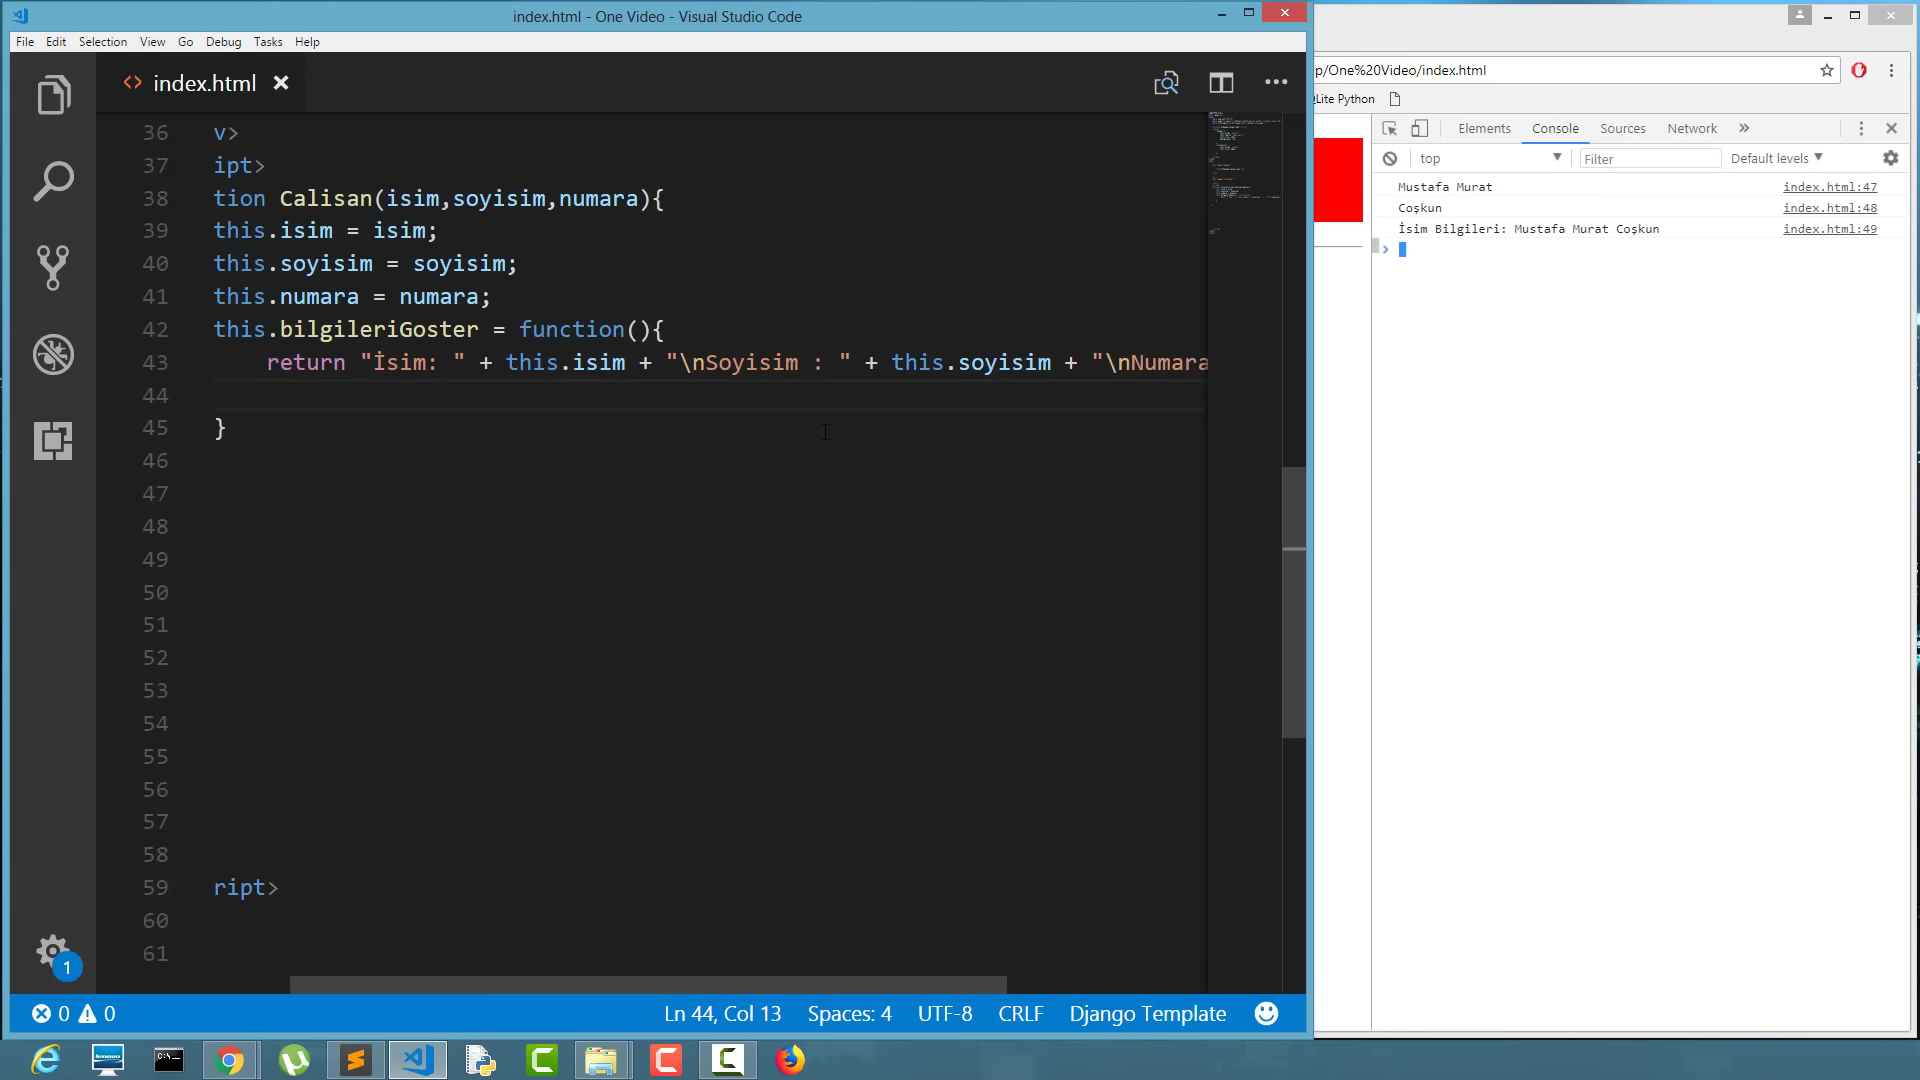 index.html - One Video - Visual Studio Code
File Edit Selection View Go Debug Tasks Help
index.html
36 v>
37 ipt>
38 tion Calisan(isim,soyisim,numara){
39 this.isim = isim;
40 this.soyisim = soyisim;
41 this.numara = numara;
42 this.bilgileriGoster = function(){
43 return "İsim: " + this.isim + "\nSoyisim : " + this.soyisim + "\nNumara
44
45 }
46
47
48
49
50
51
52
53
54
55
56
57
58
59 ript>
60
61
1
0 0
Ln 44, Col 13 Spaces: 4 UTF-8 CRLF Django Template
p/One%20Video/index.html
Lite Python
Elements Console Sources Network »
top Filter Default levels
Mustafa Murat index.html:47
Coşkun index.html:48
İsim Bilgileri: Mustafa Murat Coşkun index.html:49
>
lenovo